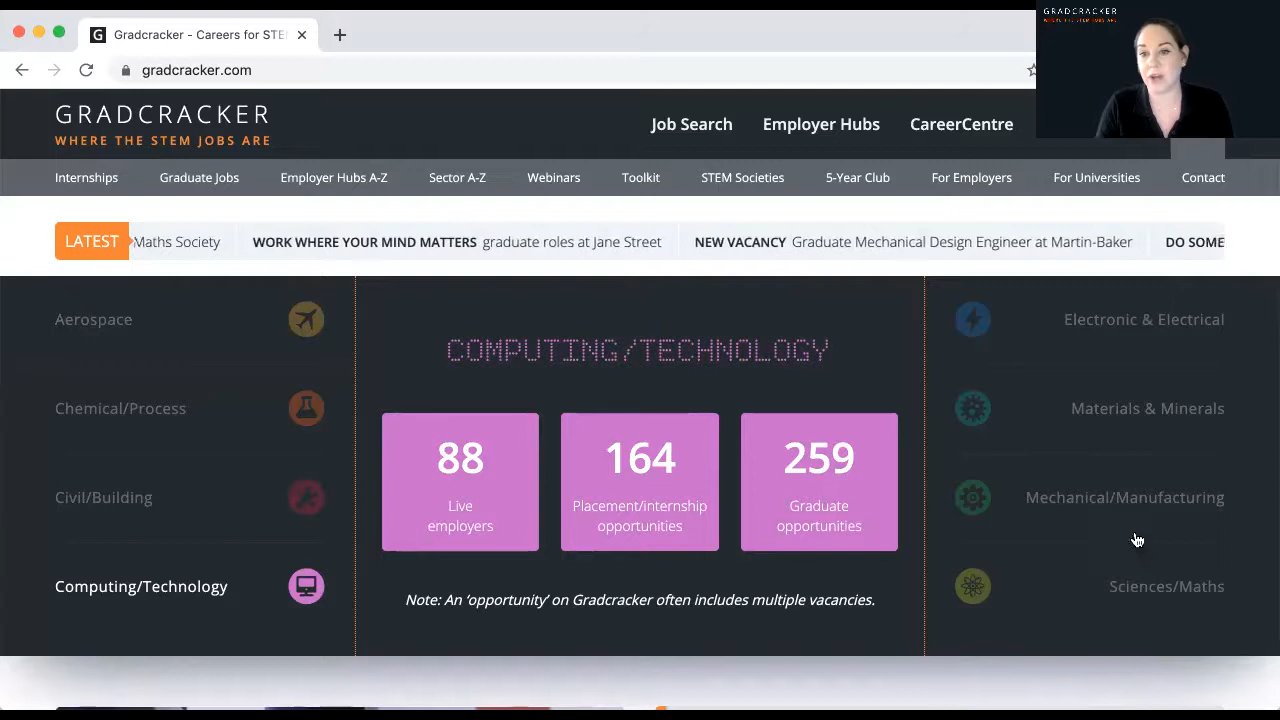 GRADCRACKER
WHERE THE STEM JOBS ARE
Gradcracker - Careers for STE
gradcracker.com
GRADCRACKER
WHERE THE STEM JOBS ARE
Job Search Employer Hubs CareerCentre
Internships Graduate Jobs Employer Hubs A-Z Sector A-Z Webinars Toolkit STEM Societies 5-Year Club For Employers For Universities Contact
LATEST Maths Society WORK WHERE YOUR MIND MATTERS graduate roles at Jane Street NEW VACANCY Graduate Mechanical Design Engineer at Martin-Baker DO SOME
Aerospace
Chemical/Process
Civil/Building
Computing/Technology
COMPUTING/TECHNOLOGY
88
Live
employers
164
Placement/internship
opportunities
259
Graduate
opportunities
Note: An 'opportunity' on Gradcracker often includes multiple vacancies.
Electronic & Electrical
Materials & Minerals
Mechanical/Manufacturing
Sciences/Maths